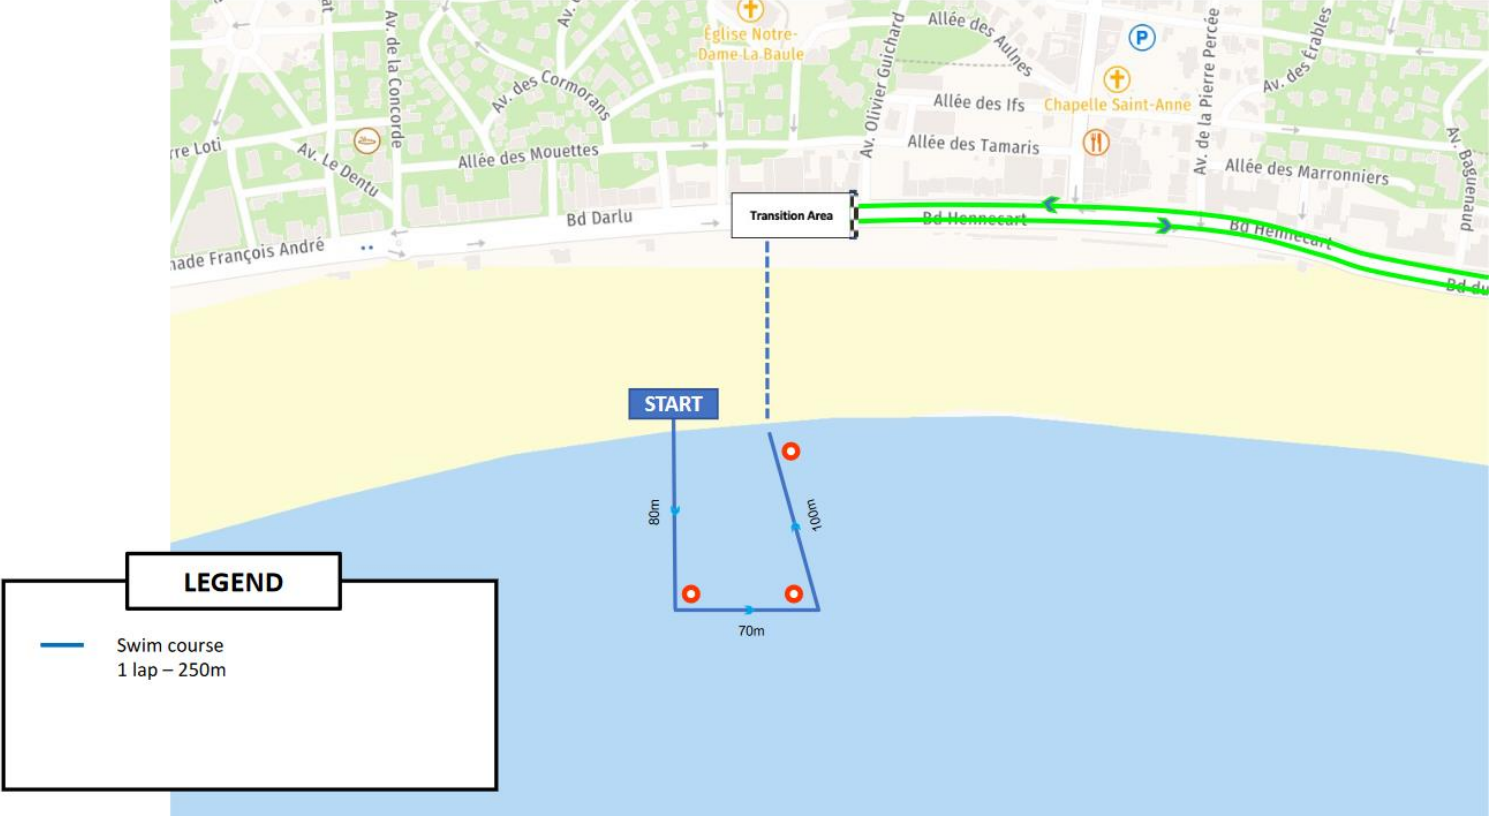 Av. de la Concorde
Église Notre-
Dame La Baule
Av. Olivier Guichard
Allée des Aulnes
P
Av. de la Pierre Percée
Av. des Érables
Av. des Cormorans
Allée des Ifs
Chapelle Saint-Anne
Allée des Tamaris
Allée des Mouettes
rre Loti
Av. Le Dentu
Allée des Marronniers
Av. Baguenaud
Transition Area
Bd Darlu
Bd Hennecart
Bd Hennecart
nade François André
Bd du
START
80m
100m
70m
LEGEND
Swim course
1 lap – 250m